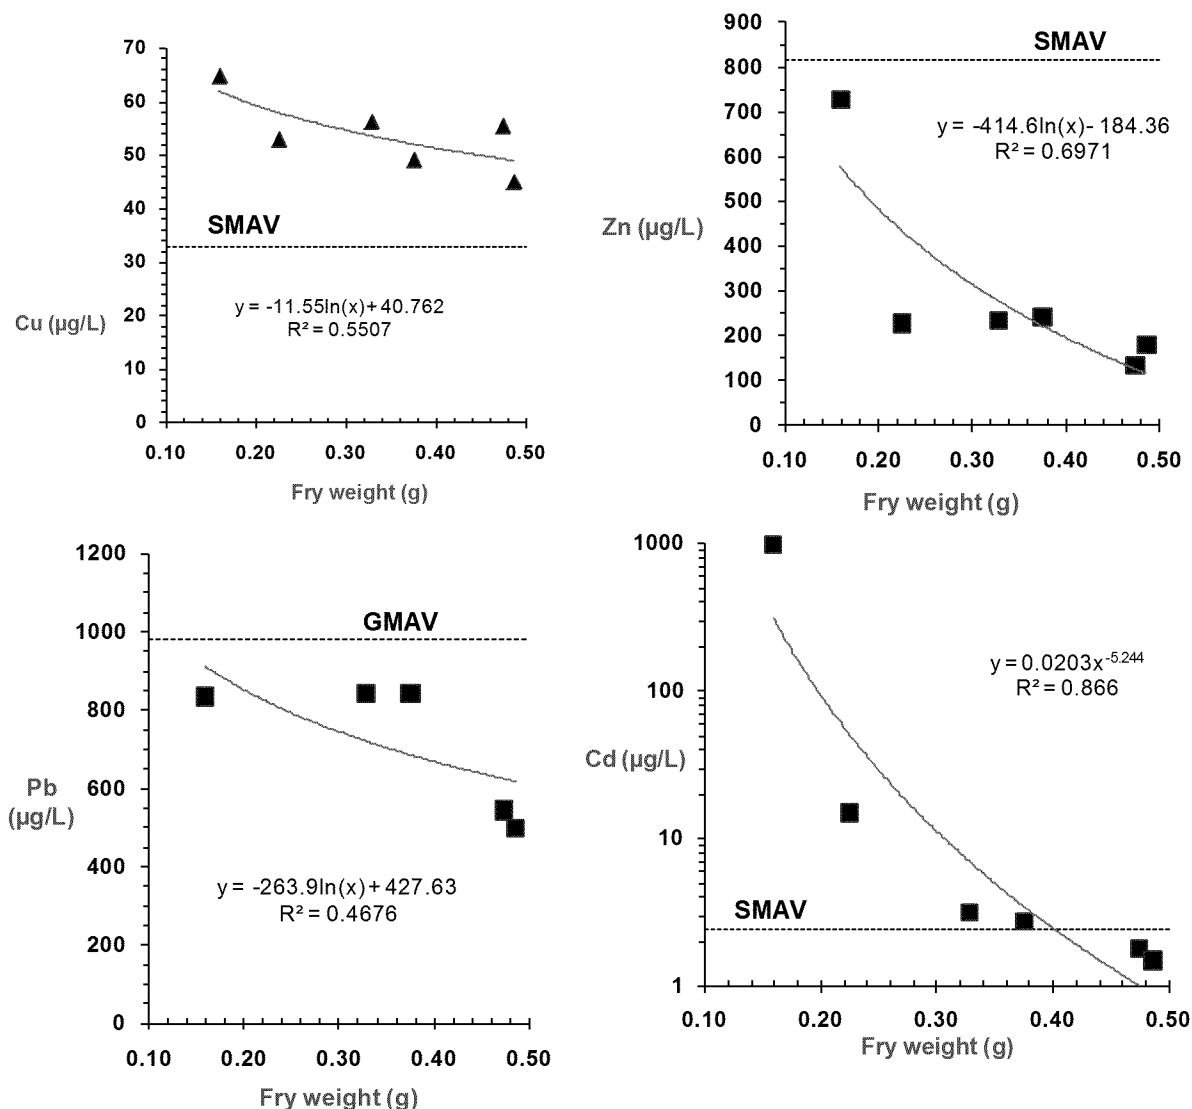 70
60
50
40
30
20
10
0
SMAV
y = -11.55ln(x)+ 40.762
R² = 0.5507
Cu (µg/L)
0.10 0.20 0.30 0.40 0.50
Fry weight (g)
900
800
700
600
500
400
300
200
100
0
SMAV
y = -414.6ln(x)- 184.36
R² = 0.6971
Zn (µg/L)
0.10 0.20 0.30 0.40 0.50
Fry weight (g)
1200
1000
800
600
400
200
0
GMAV
Pb
(µg/L)
y = -263.9ln(x)+ 427.63
R² = 0.4676
0.10 0.20 0.30 0.40 0.50
Fry weight (g)
1000
100
10
1
y = 0.0203x^-5.244
R² = 0.866
Cd (µg/L)
SMAV
0.10 0.20 0.30 0.40 0.50
Fry weight (g)